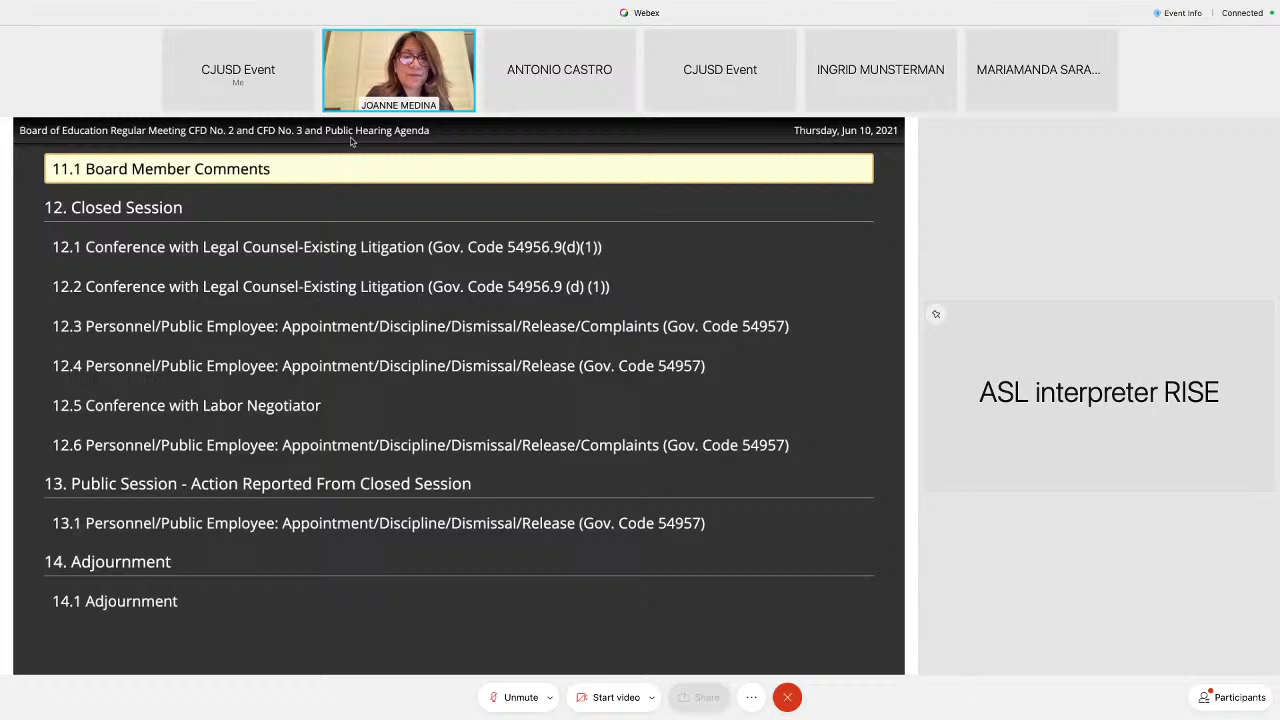 Webex
Event Info
Connected
CJUSD Event
Me
JOANNE MEDINA
ANTONIO CASTRO
CJUSD Event
INGRID MUNSTERMAN
MARIAMANDA SARA...
Board of Education Regular Meeting CFD No. 2 and CFD No. 3 and Public Hearing Agenda
Thursday, Jun 10, 2021
11.1 Board Member Comments
12. Closed Session
12.1 Conference with Legal Counsel-Existing Litigation (Gov. Code 54956.9(d)(1))
12.2 Conference with Legal Counsel-Existing Litigation (Gov. Code 54956.9 (d) (1))
12.3 Personnel/Public Employee: Appointment/Discipline/Dismissal/Release/Complaints (Gov. Code 54957)
12.4 Personnel/Public Employee: Appointment/Discipline/Dismissal/Release (Gov. Code 54957)
12.5 Conference with Labor Negotiator
12.6 Personnel/Public Employee: Appointment/Discipline/Dismissal/Release/Complaints (Gov. Code 54957)
13. Public Session - Action Reported From Closed Session
13.1 Personnel/Public Employee: Appointment/Discipline/Dismissal/Release (Gov. Code 54957)
14. Adjournment
14.1 Adjournment
ASL interpreter RISE
Unmute
Start video
Share
Participants